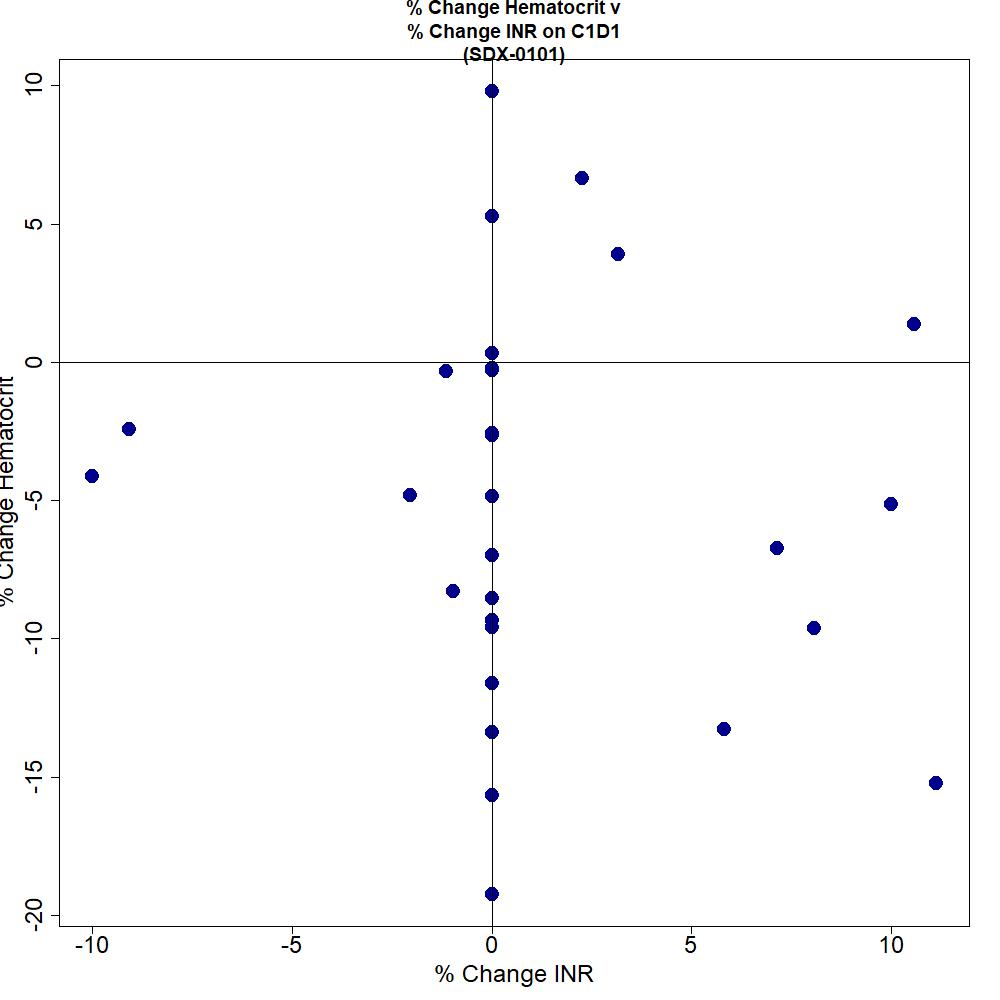 % Change Hematocrit v
% Change INR on C1D1
(SDX-0101)
10
5
0
-5
-10
-15
-20
% Change Hematocrit
-10
-5
0
5
10
% Change INR